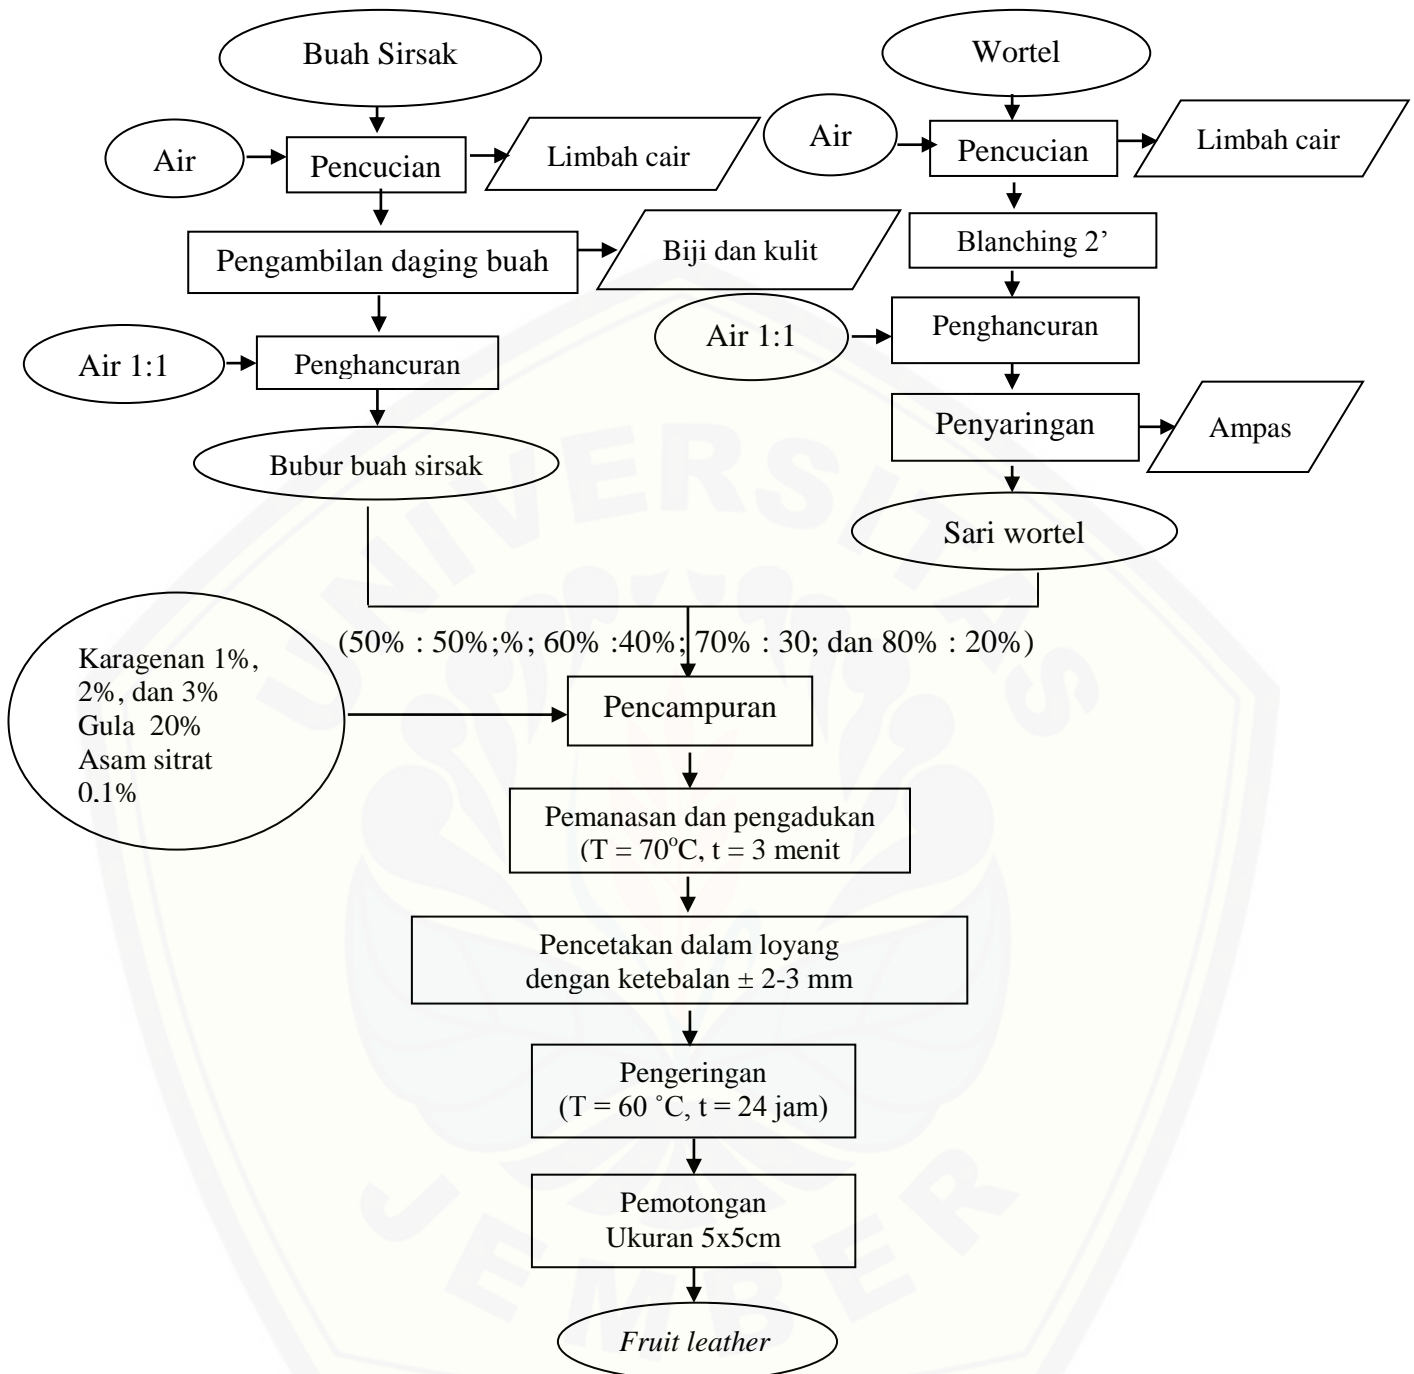 Buah Sirsak
Air
Pencucian
Limbah cair
Pengambilan daging buah
Biji dan kulit
Air 1:1
Penghancuran
Bubur buah sirsak
Wortel
Air
Pencucian
Limbah cair
Blanching 2’
Air 1:1
Penghancuran
Penyaringan
Ampas
Sari wortel
(50% : 50%;%; 60% :40%; 70% : 30; dan 80% : 20%)
Karagenan 1%,
2%, dan 3%
Gula 20%
Asam sitrat
0,1%
Pencampuran
Pemanasan dan pengadukan
(T = 70°C, t = 3 menit
Pencetakan dalam loyang
dengan ketebalan ± 2-3 mm
Pengeringan
(T = 60 ˚C, t = 24 jam)
Pemotongan
Ukuran 5x5cm
Fruit leather
UNIVERSITAS
JEMBER